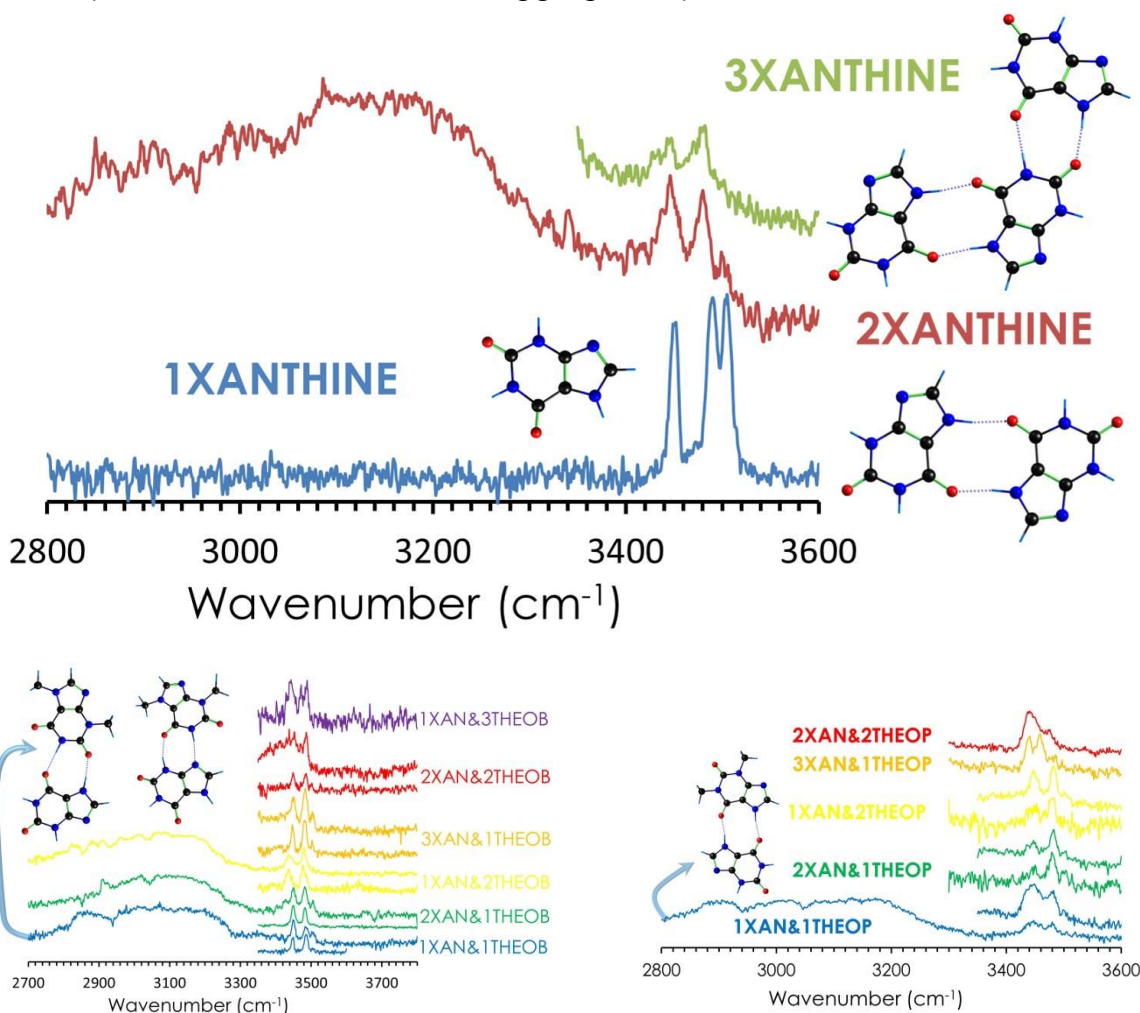 3XANTHINE
2XANTHINE
1XANTHINE
2800 3000 3200 3400 3600
Wavenumber (cm-1)
1XAN&3THEOB
2XAN&2THEOB
3XAN&1THEOB
1XAN&2THEOB
2XAN&1THEOB
1XAN&1THEOB
2700 2900 3100 3300 3500 3700
Wavenumber (cm-1)
2XAN&2THEOP
3XAN&1THEOP
1XAN&2THEOP
2XAN&1THEOP
1XAN&1THEOP
2800 3000 3200 3400 3600
Wavenumber (cm-1)